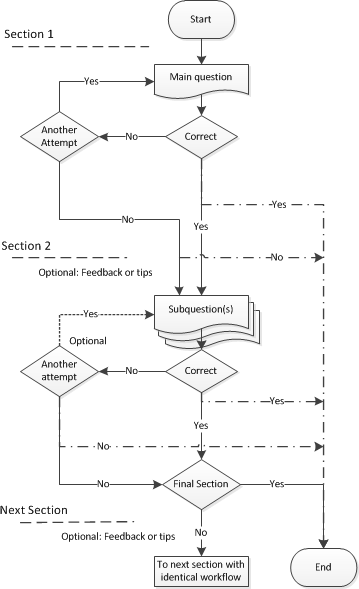 Start
Section 1
Yes
Main question
Another
Attempt
No
Correct
Yes
No
Yes
Section 2
No
Optional: Feedback or tips
Subquestion(s)
Yes
Optional
Another
attempt
No
Correct
Yes
Yes
No
No
Final Section
Yes
Next Section
No
Optional: Feedback or tips
To next section with
identical workflow
End